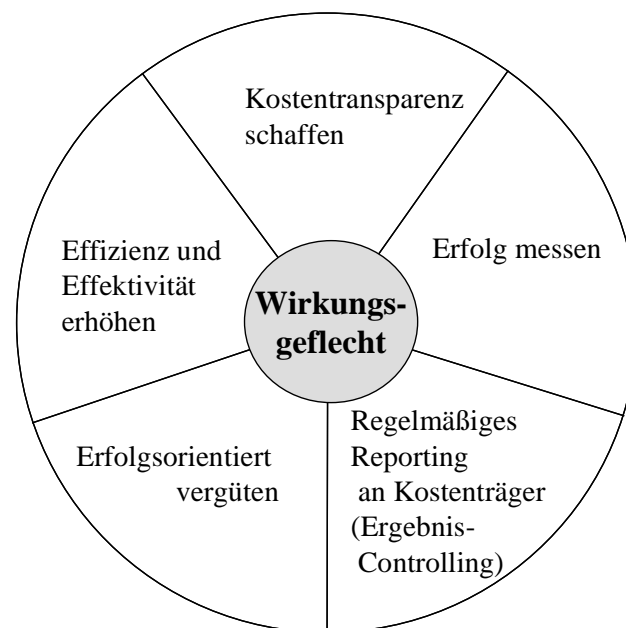 Kostentransparenz
schaffen
Erfolg messen
Effizienz und
Effektivität
erhöhen
Wirkungs-
geflecht
Regelmäßiges
Reporting
an Kostenträger
(Ergebnis-
Controlling)
Erfolgsorientiert
vergüten